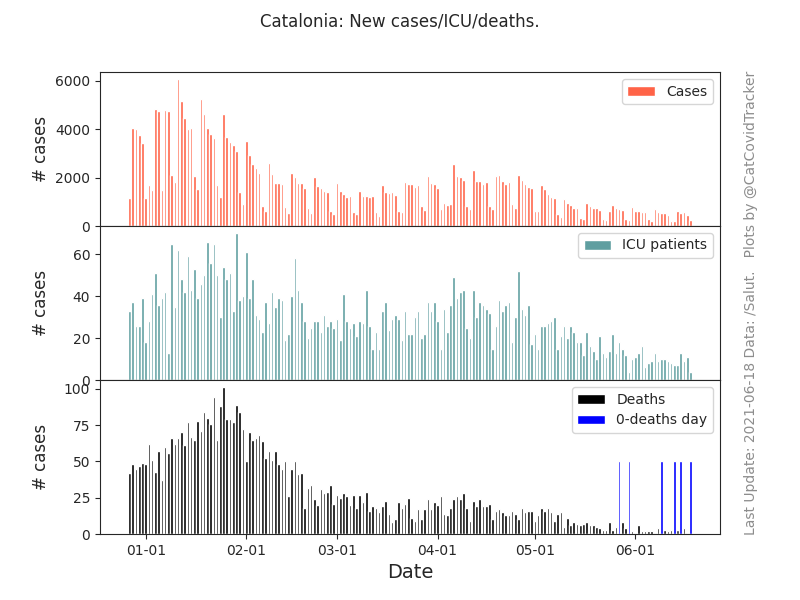 Catalonia: New cases/ICU/deaths.
6000
4000
2000
0
# cases
Cases
60
40
20
0
# cases
ICU patients
100
75
50
25
0
# cases
Deaths
0-deaths day
01-01 02-01 03-01 04-01 05-01 06-01
Date
Last Update: 2021-06-18 Data: /Salut. Plots by @CatCovidTracker